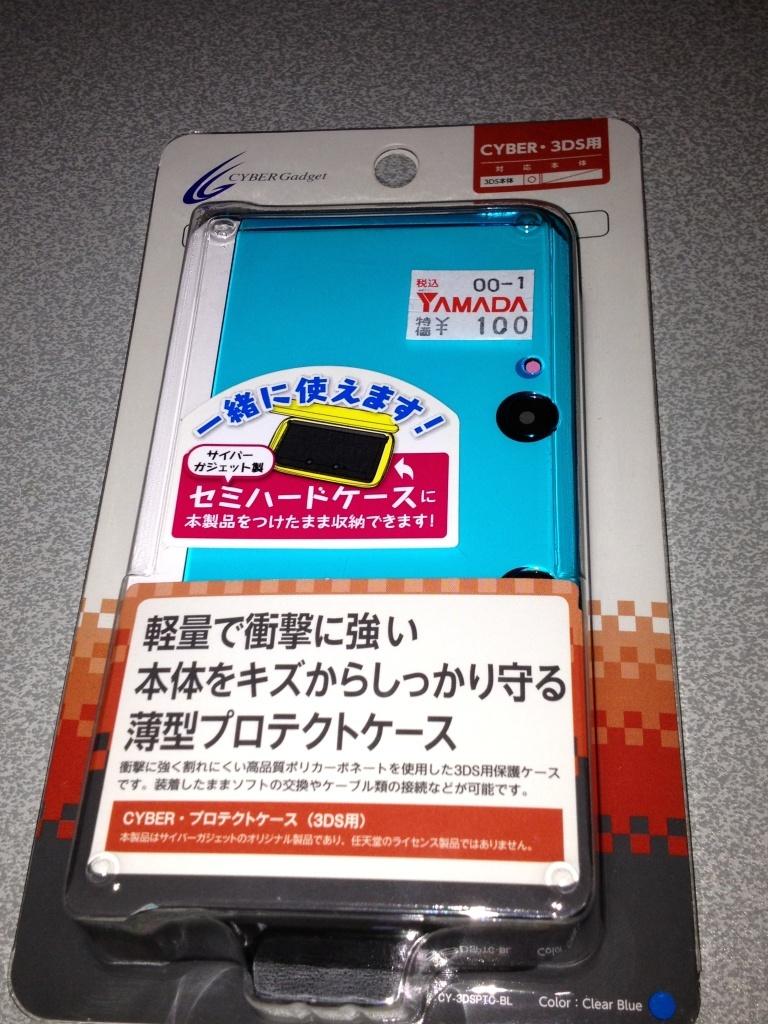 CYBER Gadget
CYBER・3DS用
対応本体
3DS本体 ○
税込 00-1
YAMADA
特価 ¥ 100
一緒に使えます!
サイバー
ガジェット製
セミハードケースに
本製品をつけたまま収納できます!
軽量で衝撃に強い
本体をキズからしっかり守る
薄型プロテクトケース
衝撃に強く割れにくい高品質ポリカーボネートを使用した3DS用保護ケース
です。装着したままソフトの交換やケーブル類の接続などが可能です。
CYBER・プロテクトケース（3DS用）
本製品はサイバーガジェットのオリジナル製品であり、任天堂のライセンス製品ではありません。
CY-3DSPTC-BL
Color : Clear Blue